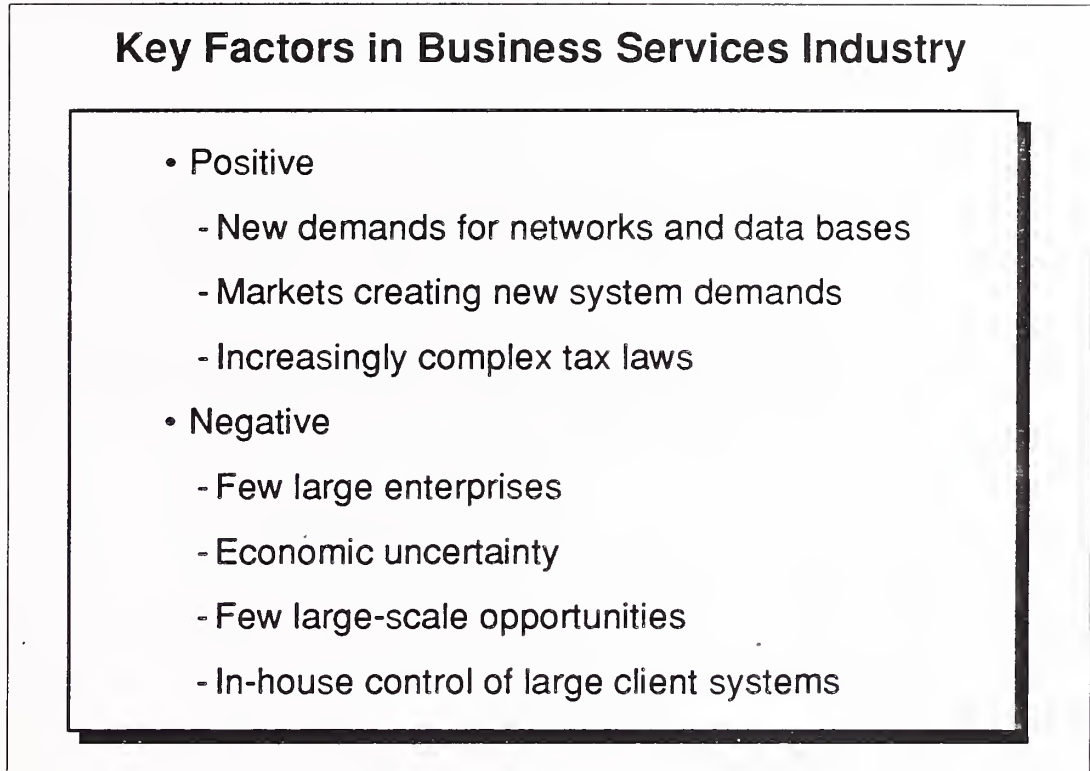 Key Factors in Business Services Industry
• Positive
- New demands for networks and data bases
- Markets creating new system demands
- Increasingly complex tax laws
• Negative
- Few large enterprises
- Economic uncertainty
- Few large-scale opportunities
- In-house control of large client systems